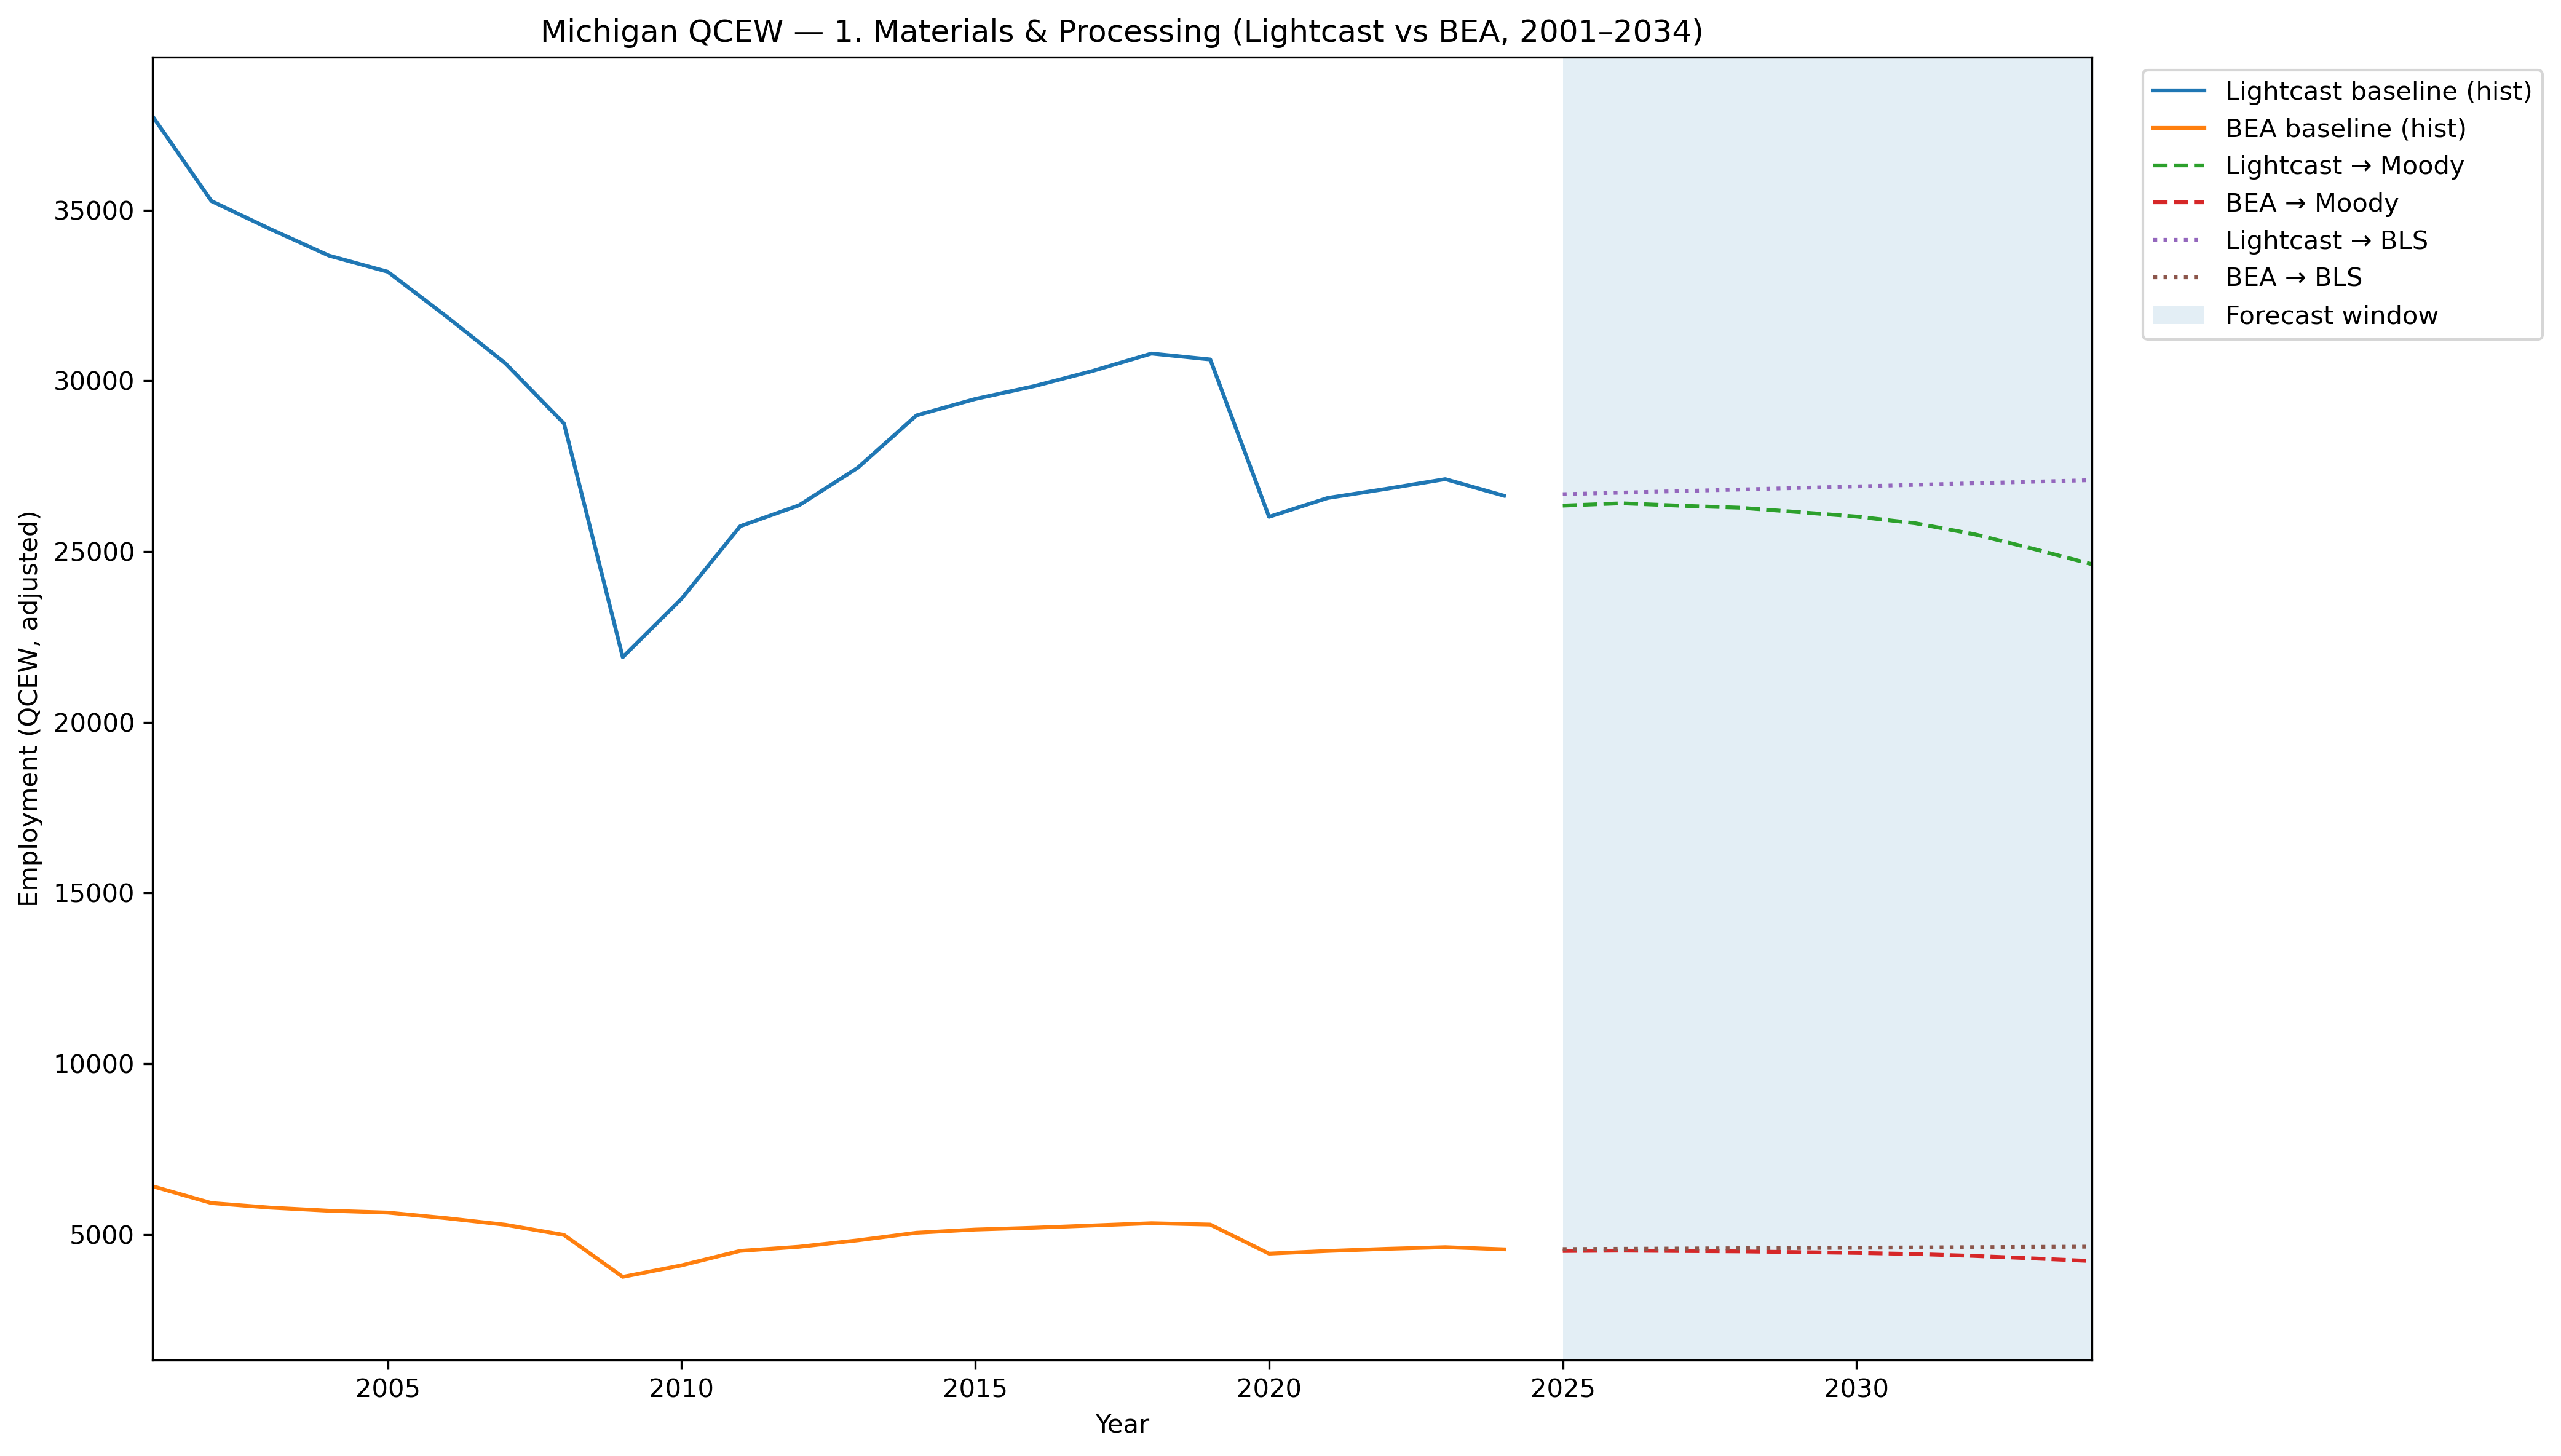 Michigan QCEW — 1. Materials & Processing (Lightcast vs BEA, 2001–2034)
Lightcast baseline (hist)
BEA baseline (hist)
Lightcast → Moody
BEA → Moody
Lightcast → BLS
BEA → BLS
Forecast window
Employment (QCEW, adjusted)
35000
30000
25000
20000
15000
10000
5000
2005 2010 2015 2020 2025 2030
Year